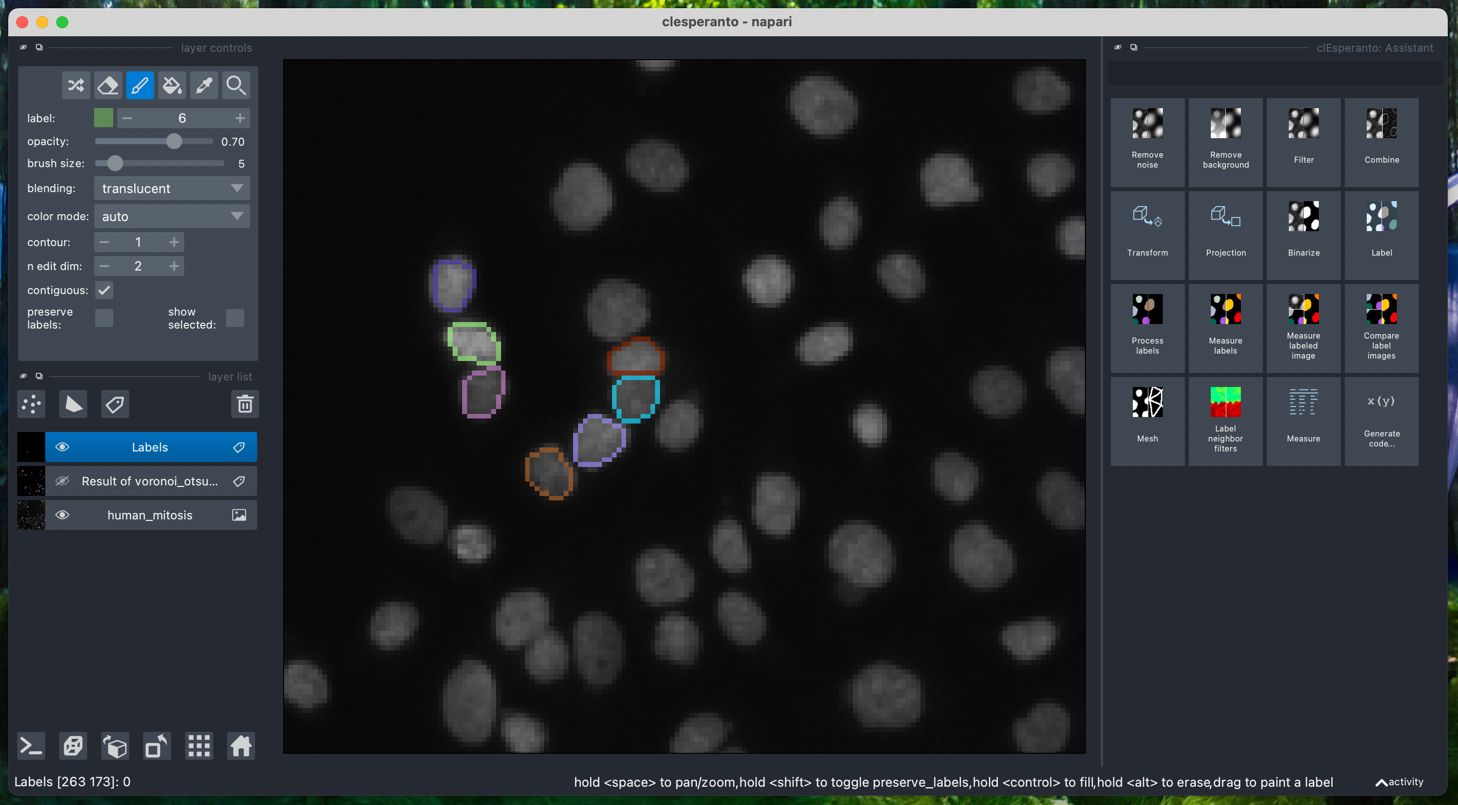 clesperanto - napari
layer controls
label:
6
opacity:
0.70
brush size:
5
blending:
translucent
color mode:
auto
contour:
1
n edit dim:
2
contiguous:
preserve
labels:
show
selected:
layer list
Labels
Result of voronoi_otsu...
human_mitosis
clEsperanto: Assistant
Remove
noise
Remove
background
Filter
Combine
Transform
Projection
Binarize
Label
Process
labels
Measure
labels
Measure
labeled
image
Compare
label
images
Mesh
Label
neighbor
filters
Measure
x(y)
Generate
code...
Labels [263 173]: 0
hold <space> to pan/zoom,hold <shift> to toggle preserve_labels,hold <control> to fill,hold <alt> to erase,drag to paint a label
activity